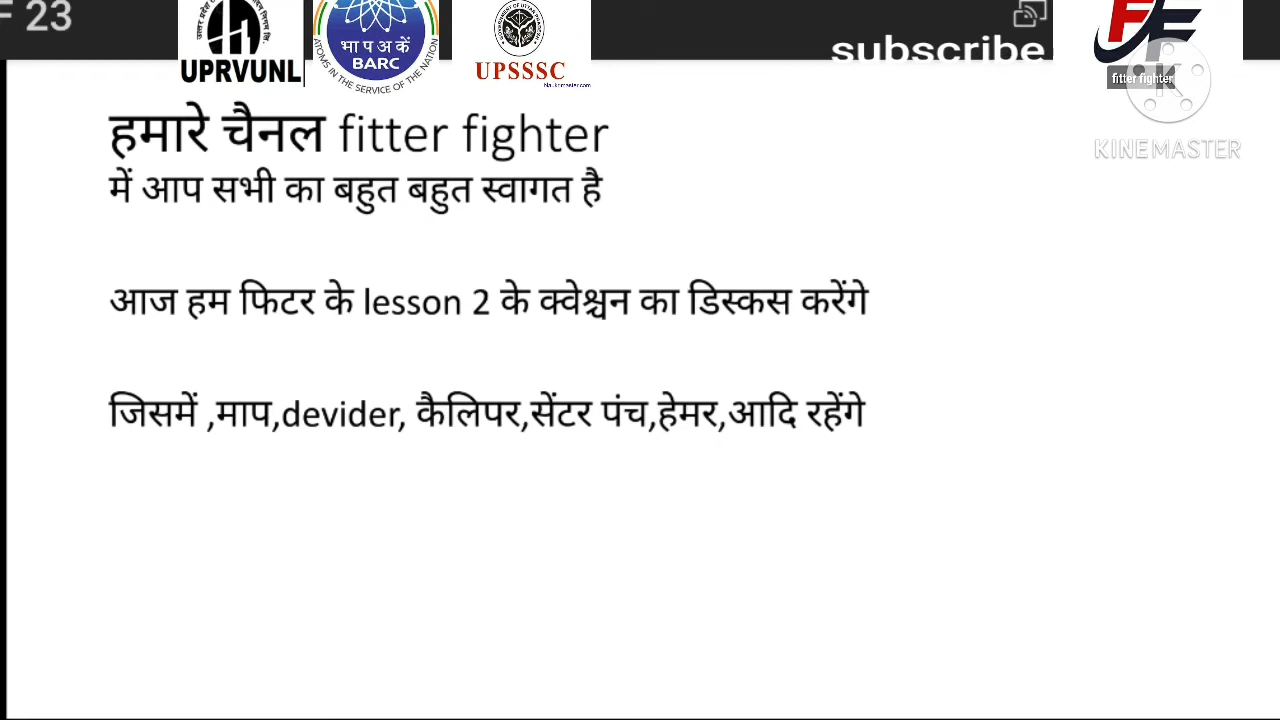 F 23
UPRVUNL
भा प अ कें
BARC
ATOMS IN THE SERVICE OF THE NATION
UPSSSC
subscribe
FF
fitter fighter
K
KINEMASTER
हमारे चैनल fitter fighter
में आप सभी का बहुत बहुत स्वागत है
आज हम फिटर के lesson 2 के क्वेश्चन का डिस्कस करेंगे
जिसमें ,माप,devider, कैलिपर,सेंटर पंच,हेमर,आदि रहेंगे